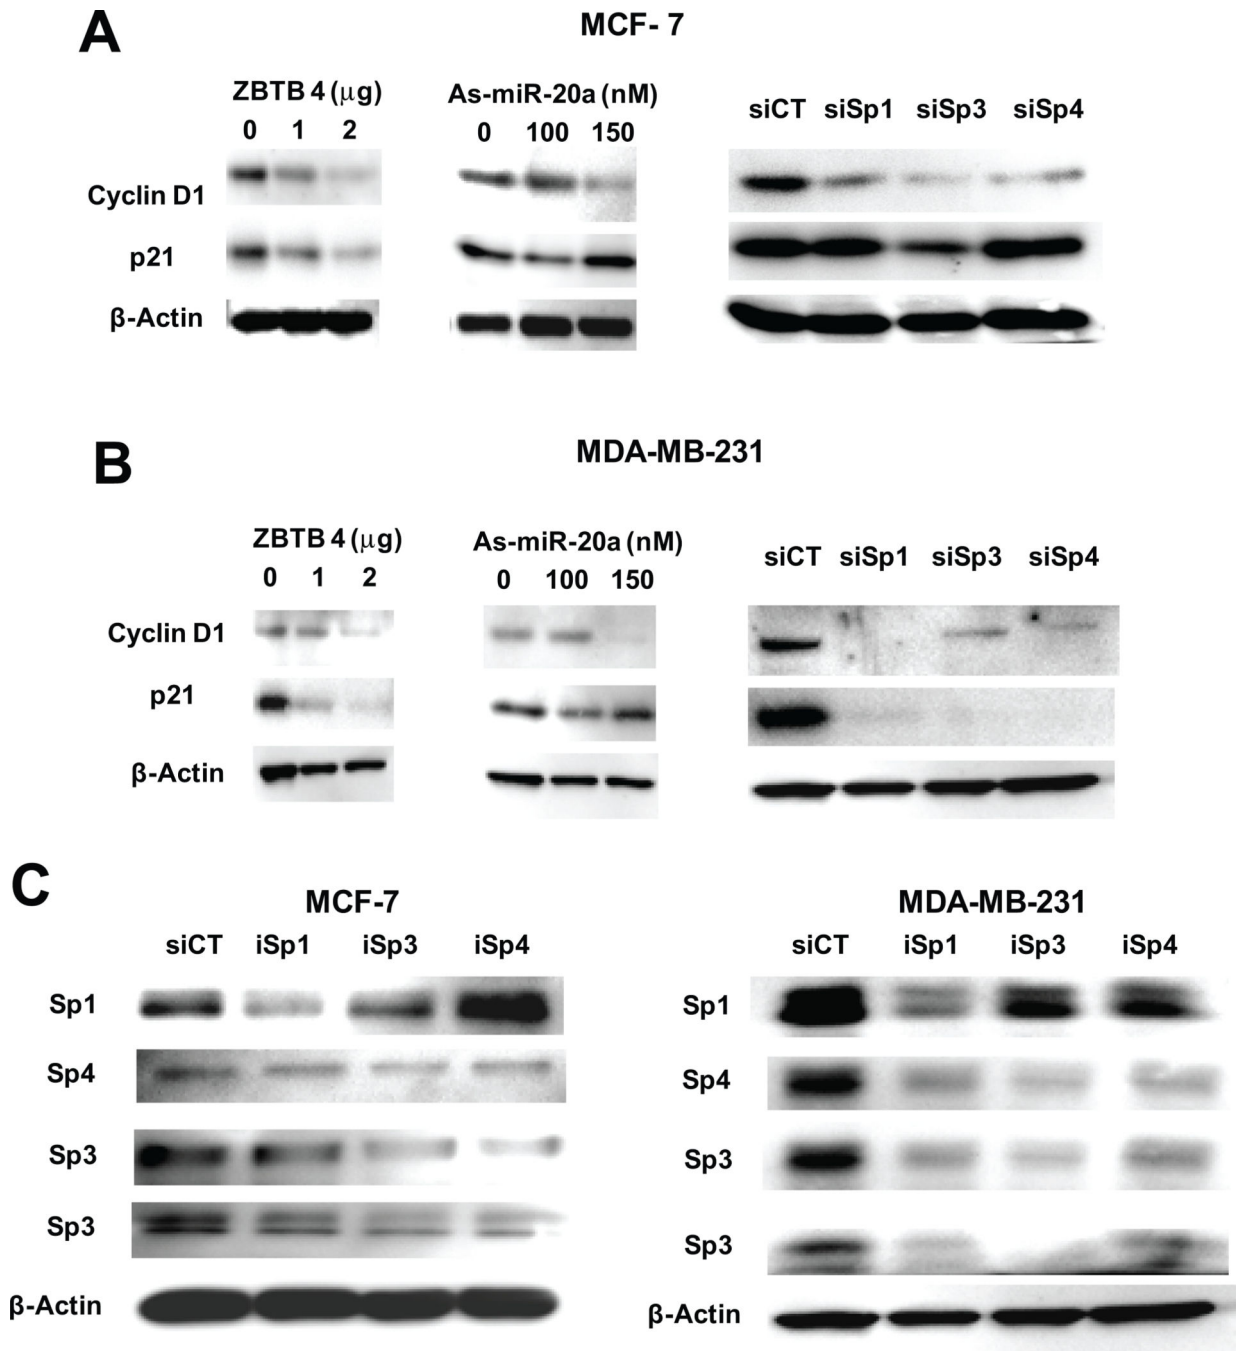 A
MCF- 7
ZBTB 4 (μg)
0 1 2
As-miR-20a (nM)
0 100 150
siCT siSp1 siSp3 siSp4
Cyclin D1
p21
β-Actin
B
MDA-MB-231
ZBTB 4 (μg)
0 1 2
As-miR-20a (nM)
0 100 150
siCT siSp1 siSp3 siSp4
Cyclin D1
p21
β-Actin
C
MCF-7
siCT iSp1 iSp3 iSp4
Sp1
Sp4
Sp3
Sp3
β-Actin
MDA-MB-231
siCT iSp1 iSp3 iSp4
Sp1
Sp4
Sp3
Sp3
β-Actin